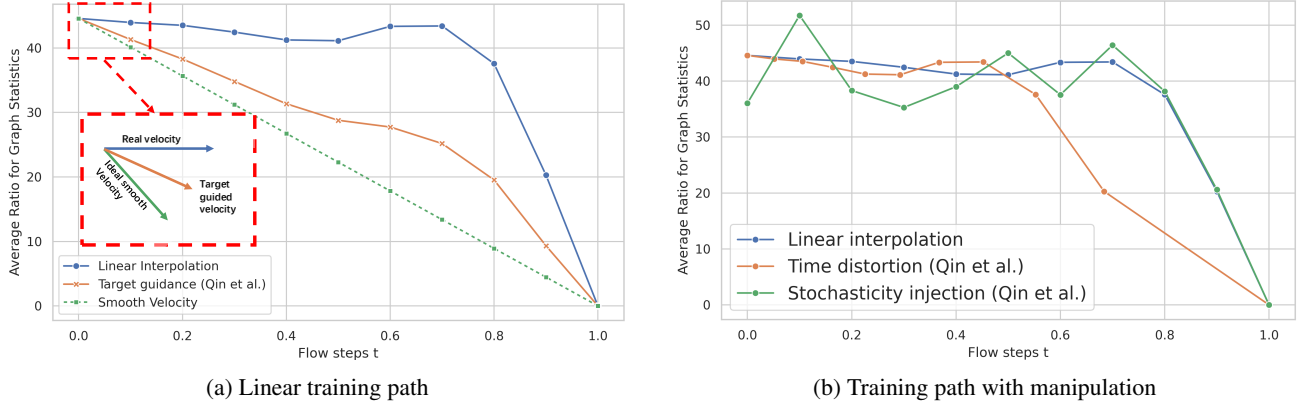 Average Ratio for Graph Statistics
40
30
20
10
0
Real velocity
Ideal smooth
Velocity
Target
guided
velocity
Linear Interpolation
Target guidance (Qin et al.)
Smooth Velocity
0.0 0.2 0.4 0.6 0.8 1.0
Flow steps t
(a) Linear training path
Average Ratio for Graph Statistics
50
40
30
20
10
0
Linear interpolation
Time distortion (Qin et al.)
Stochasticity injection (Qin et al.)
0.0 0.2 0.4 0.6 0.8 1.0
Flow steps t
(b) Training path with manipulation